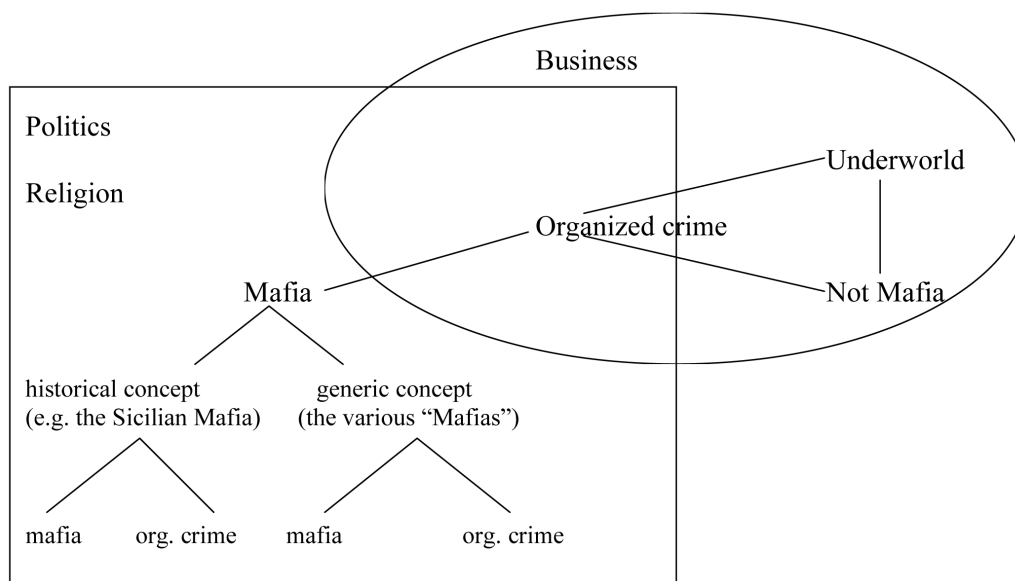 Business
Politics
Underworld
Religion
Organized crime
Mafia
Not Mafia
historical concept
(e.g. the Sicilian Mafia)
generic concept
(the various “Mafias”)
mafia
org. crime
mafia
org. crime